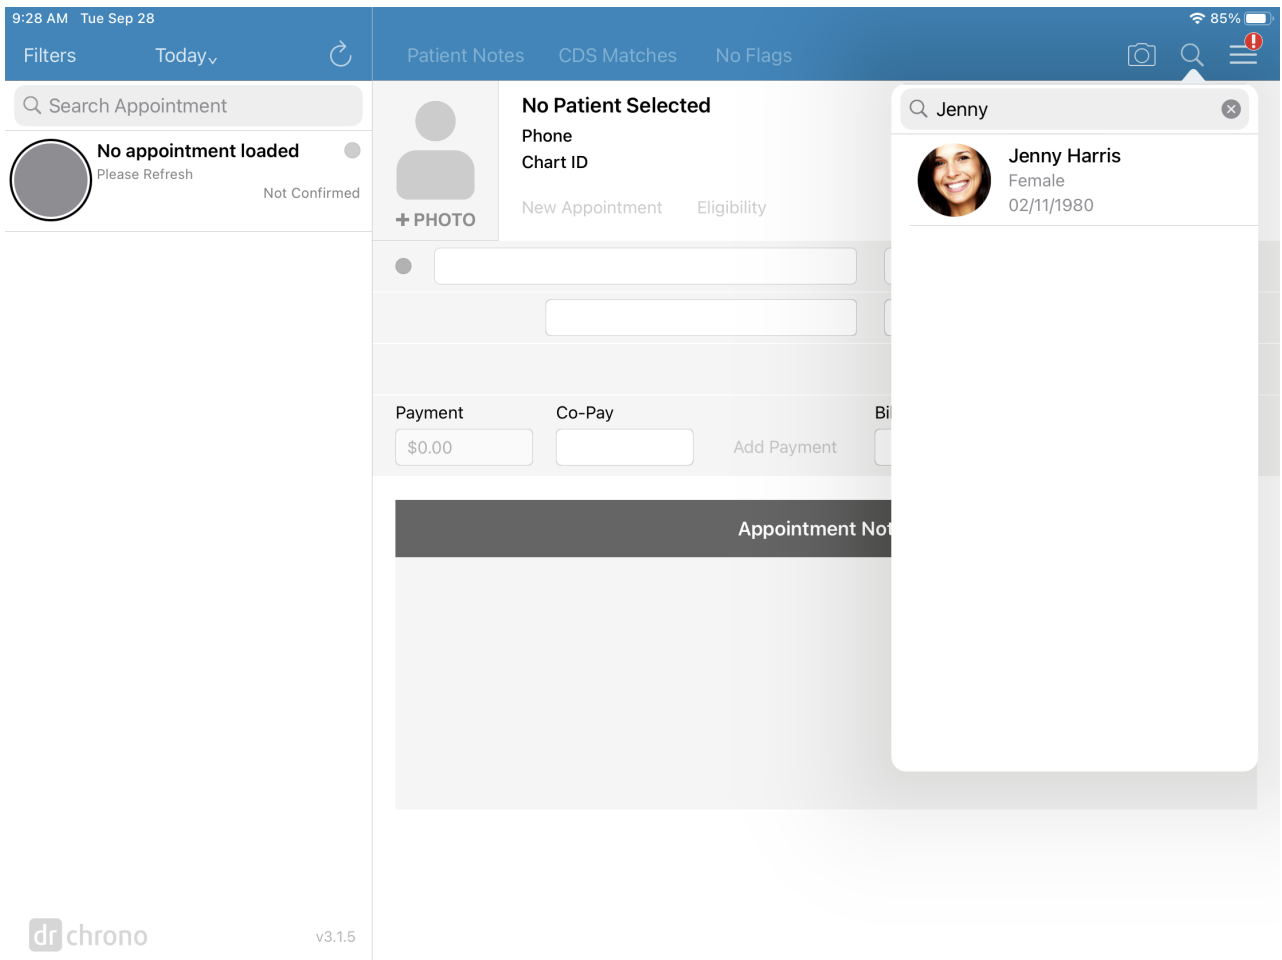 9:28 AM Tue Sep 28
85%
Filters
Today
Patient Notes
CDS Matches
No Flags
Search Appointment
No appointment loaded
Please Refresh
Not Confirmed
+ PHOTO
No Patient Selected
Phone
Chart ID
New Appointment
Eligibility
Jenny
Jenny Harris
Female
02/11/1980
Payment
Co-Pay
$0.00
Add Payment
Bi
Appointment Not
dr chrono
v3.1.5